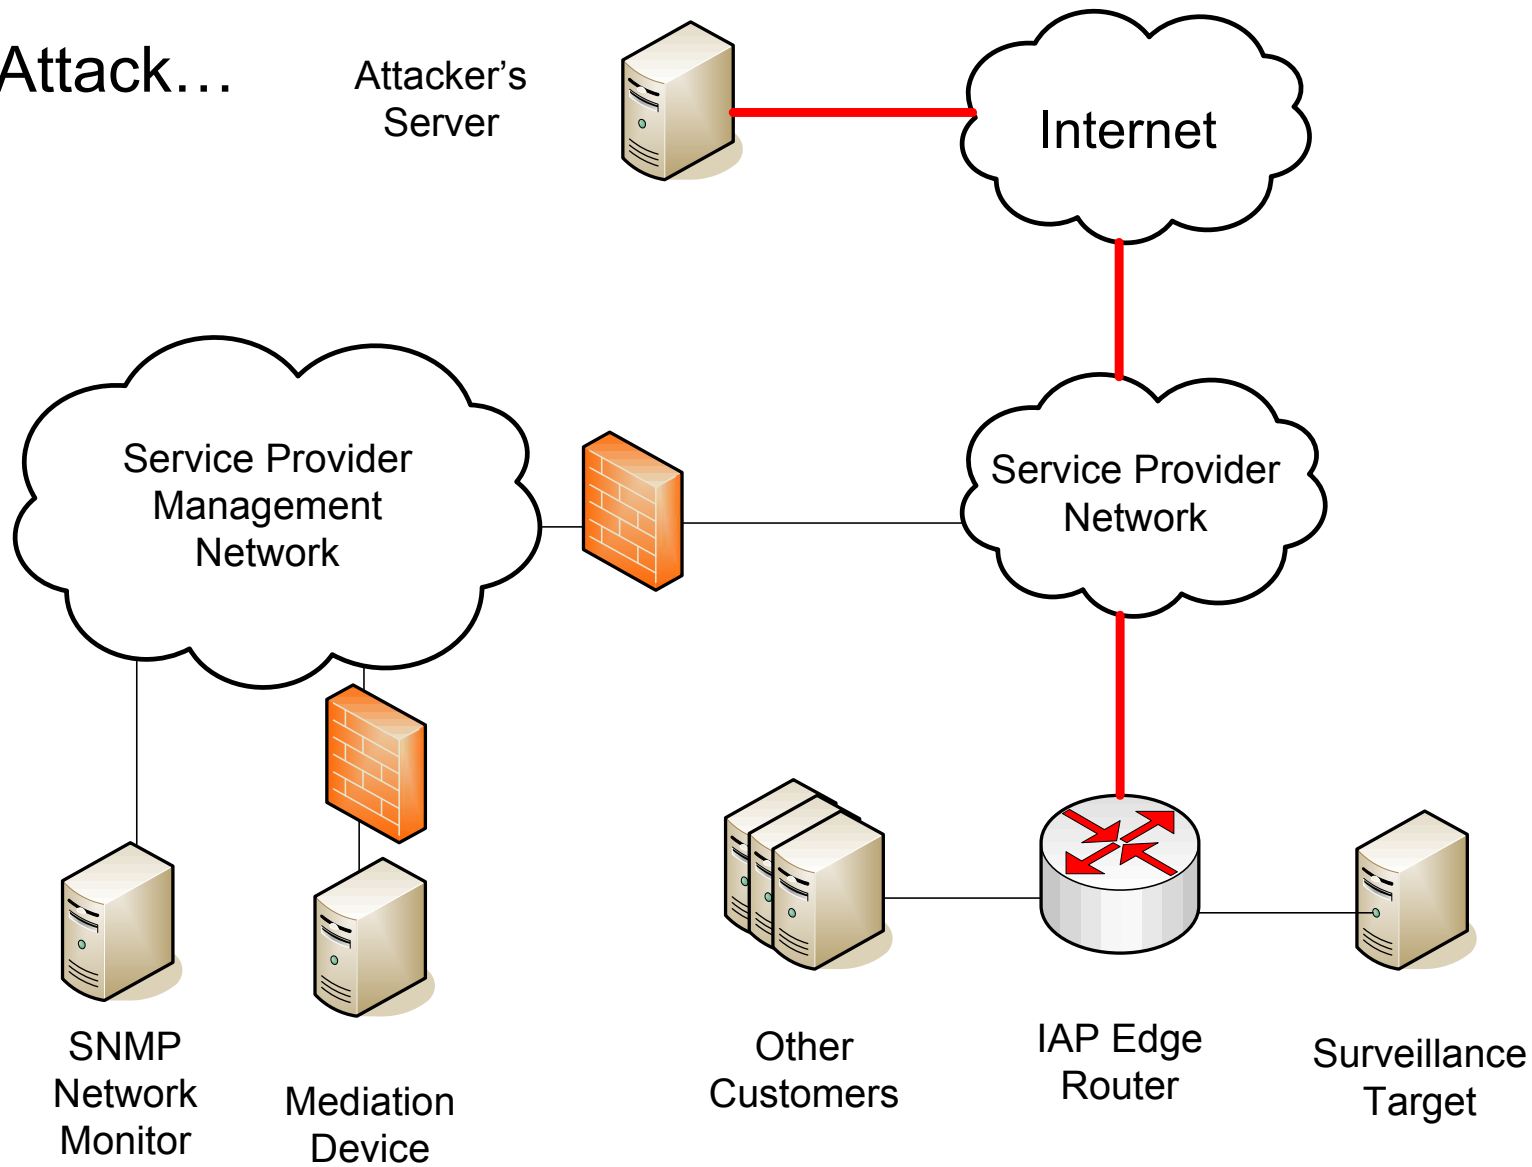 Attack…
Attacker’s
Server
Internet
Service Provider
Management
Network
Service Provider
Network
SNMP
Network
Monitor
Mediation
Device
Other
Customers
IAP Edge
Router
Surveillance
Target